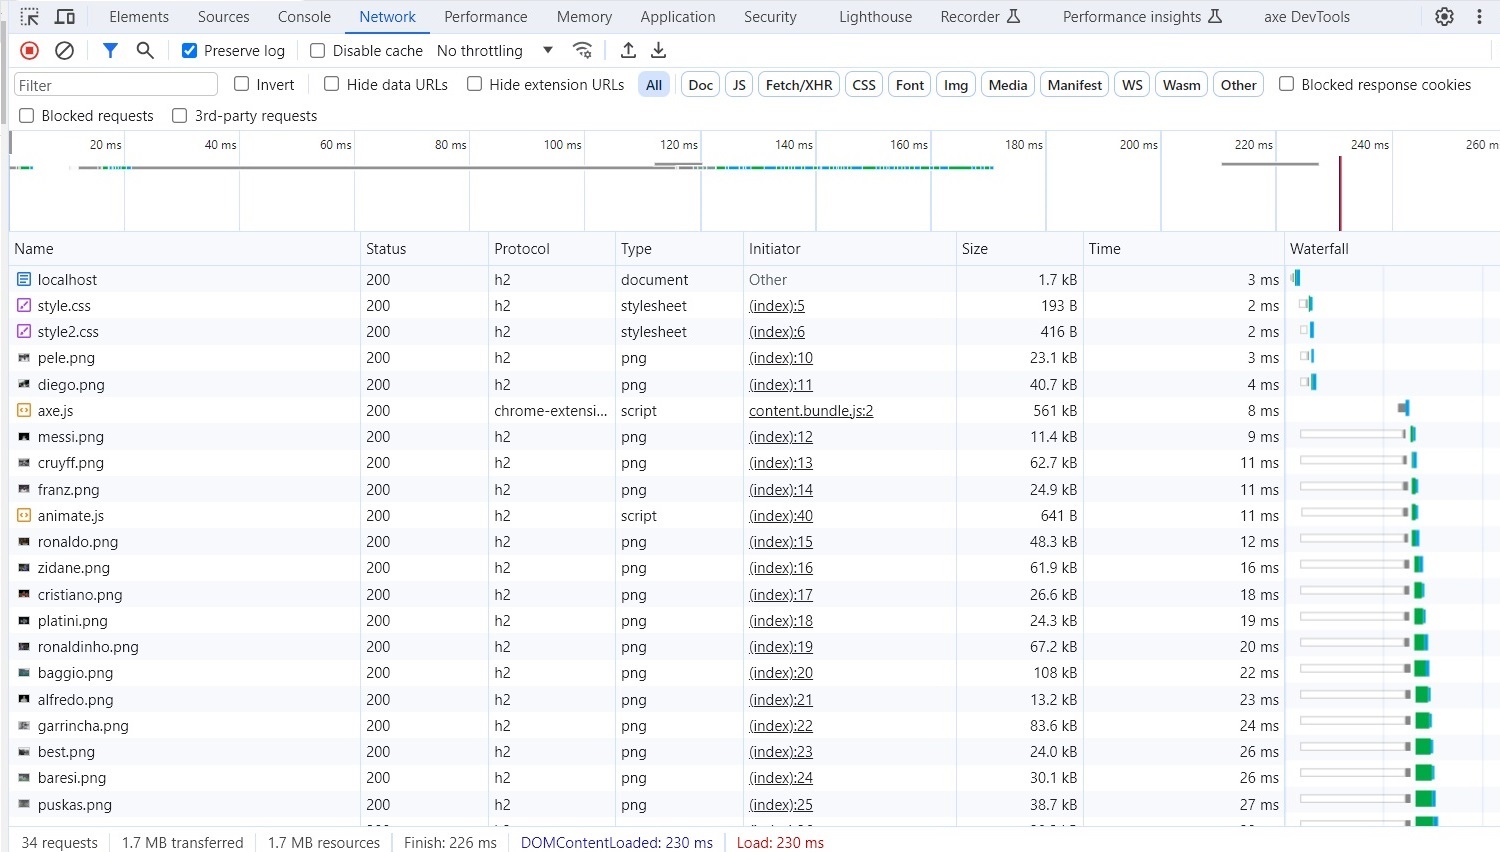 Elements Sources Console Network Performance Memory Application Security Lighthouse Recorder Performance insights axe DevTools
Preserve log Disable cache No throttling
Filter Invert Hide data URLs Hide extension URLs All Doc JS Fetch/XHR CSS Font Img Media Manifest WS Wasm Other Blocked response cookies
Blocked requests 3rd-party requests
20 ms 40 ms 60 ms 80 ms 100 ms 120 ms 140 ms 160 ms 180 ms 200 ms 220 ms 240 ms 260 m
Name Status Protocol Type Initiator Size Time Waterfall
localhost 200 h2 document Other 1.7 kB 3 ms
style.css 200 h2 stylesheet (index):5 193 B 2 ms
style2.css 200 h2 stylesheet (index):6 416 B 2 ms
pele.png 200 h2 png (index):10 23.1 kB 3 ms
diego.png 200 h2 png (index):11 40.7 kB 4 ms
axe.js 200 chrome-extensi... script content.bundle.js:2 561 kB 8 ms
messi.png 200 h2 png (index):12 11.4 kB 9 ms
cruyff.png 200 h2 png (index):13 62.7 kB 11 ms
franz.png 200 h2 png (index):14 24.9 kB 11 ms
animate.js 200 h2 script (index):40 641 B 11 ms
ronaldo.png 200 h2 png (index):15 48.3 kB 12 ms
zidane.png 200 h2 png (index):16 61.9 kB 16 ms
cristiano.png 200 h2 png (index):17 26.6 kB 18 ms
platini.png 200 h2 png (index):18 24.3 kB 19 ms
ronaldinho.png 200 h2 png (index):19 67.2 kB 20 ms
baggio.png 200 h2 png (index):20 108 kB 22 ms
alfredo.png 200 h2 png (index):21 13.2 kB 23 ms
garrincha.png 200 h2 png (index):22 83.6 kB 24 ms
best.png 200 h2 png (index):23 24.0 kB 26 ms
baresi.png 200 h2 png (index):24 30.1 kB 26 ms
puskas.png 200 h2 png (index):25 38.7 kB 27 ms
34 requests 1.7 MB transferred 1.7 MB resources Finish: 226 ms DOMContentLoaded: 230 ms Load: 230 ms